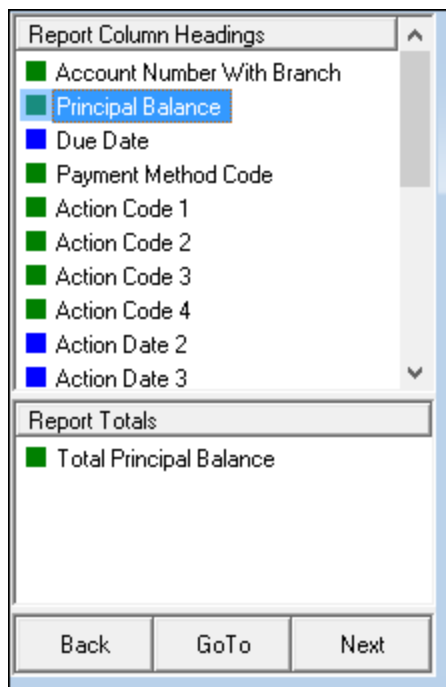 Report Column Headings
Account Number With Branch
Principal Balance
Due Date
Payment Method Code
Action Code 1
Action Code 2
Action Code 3
Action Code 4
Action Date 2
Action Date 3
Report Totals
Total Principal Balance
Back GoTo Next